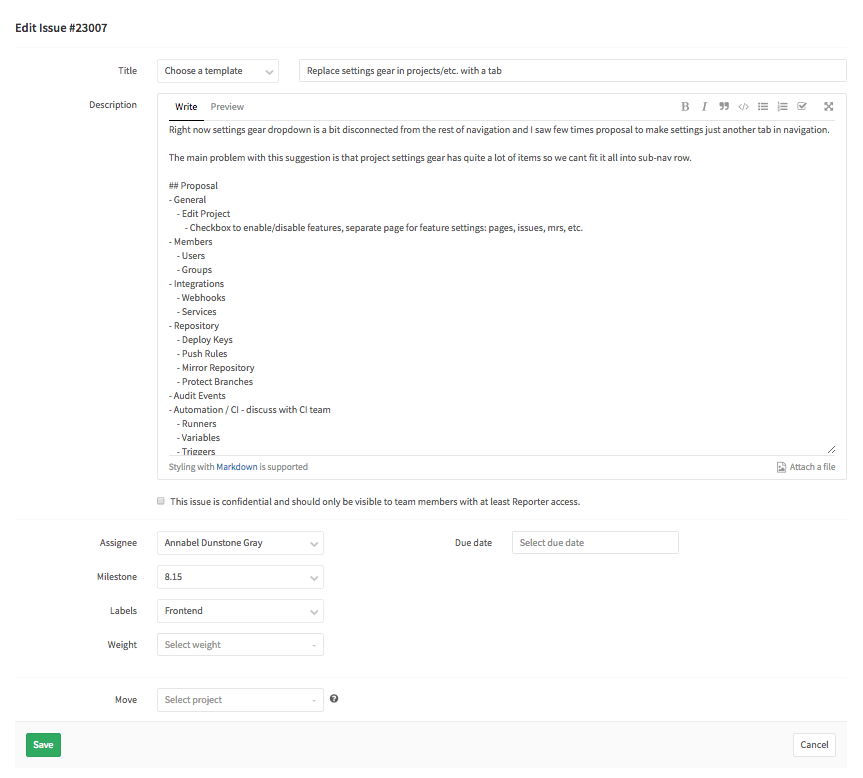 Edit Issue #23007
Title
Choose a template
Replace settings gear in projects/etc. with a tab
Description
Write Preview
B I
Right now settings gear dropdown is a bit disconnected from the rest of navigation and I saw few times proposal to make settings just another tab in navigation.
The main problem with this suggestion is that project settings gear has quite a lot of items so we cant fit it all into sub-nav row.
## Proposal
- General
- Edit Project
- Checkbox to enable/disable features, separate page for feature settings: pages, issues, mrs, etc.
- Members
- Users
- Groups
- Integrations
- Webhooks
- Services
- Repository
- Deploy Keys
- Push Rules
- Mirror Repository
- Protect Branches
- Audit Events
- Automation / CI - discuss with CI team
- Runners
- Variables
- Triggers
Styling with Markdown is supported
Attach a file
This issue is confidential and should only be visible to team members with at least Reporter access.
Assignee Annabel Dunstone Gray Due date Select due date
Milestone 8.15
Labels Frontend
Weight Select weight
Move Select project
Save Cancel